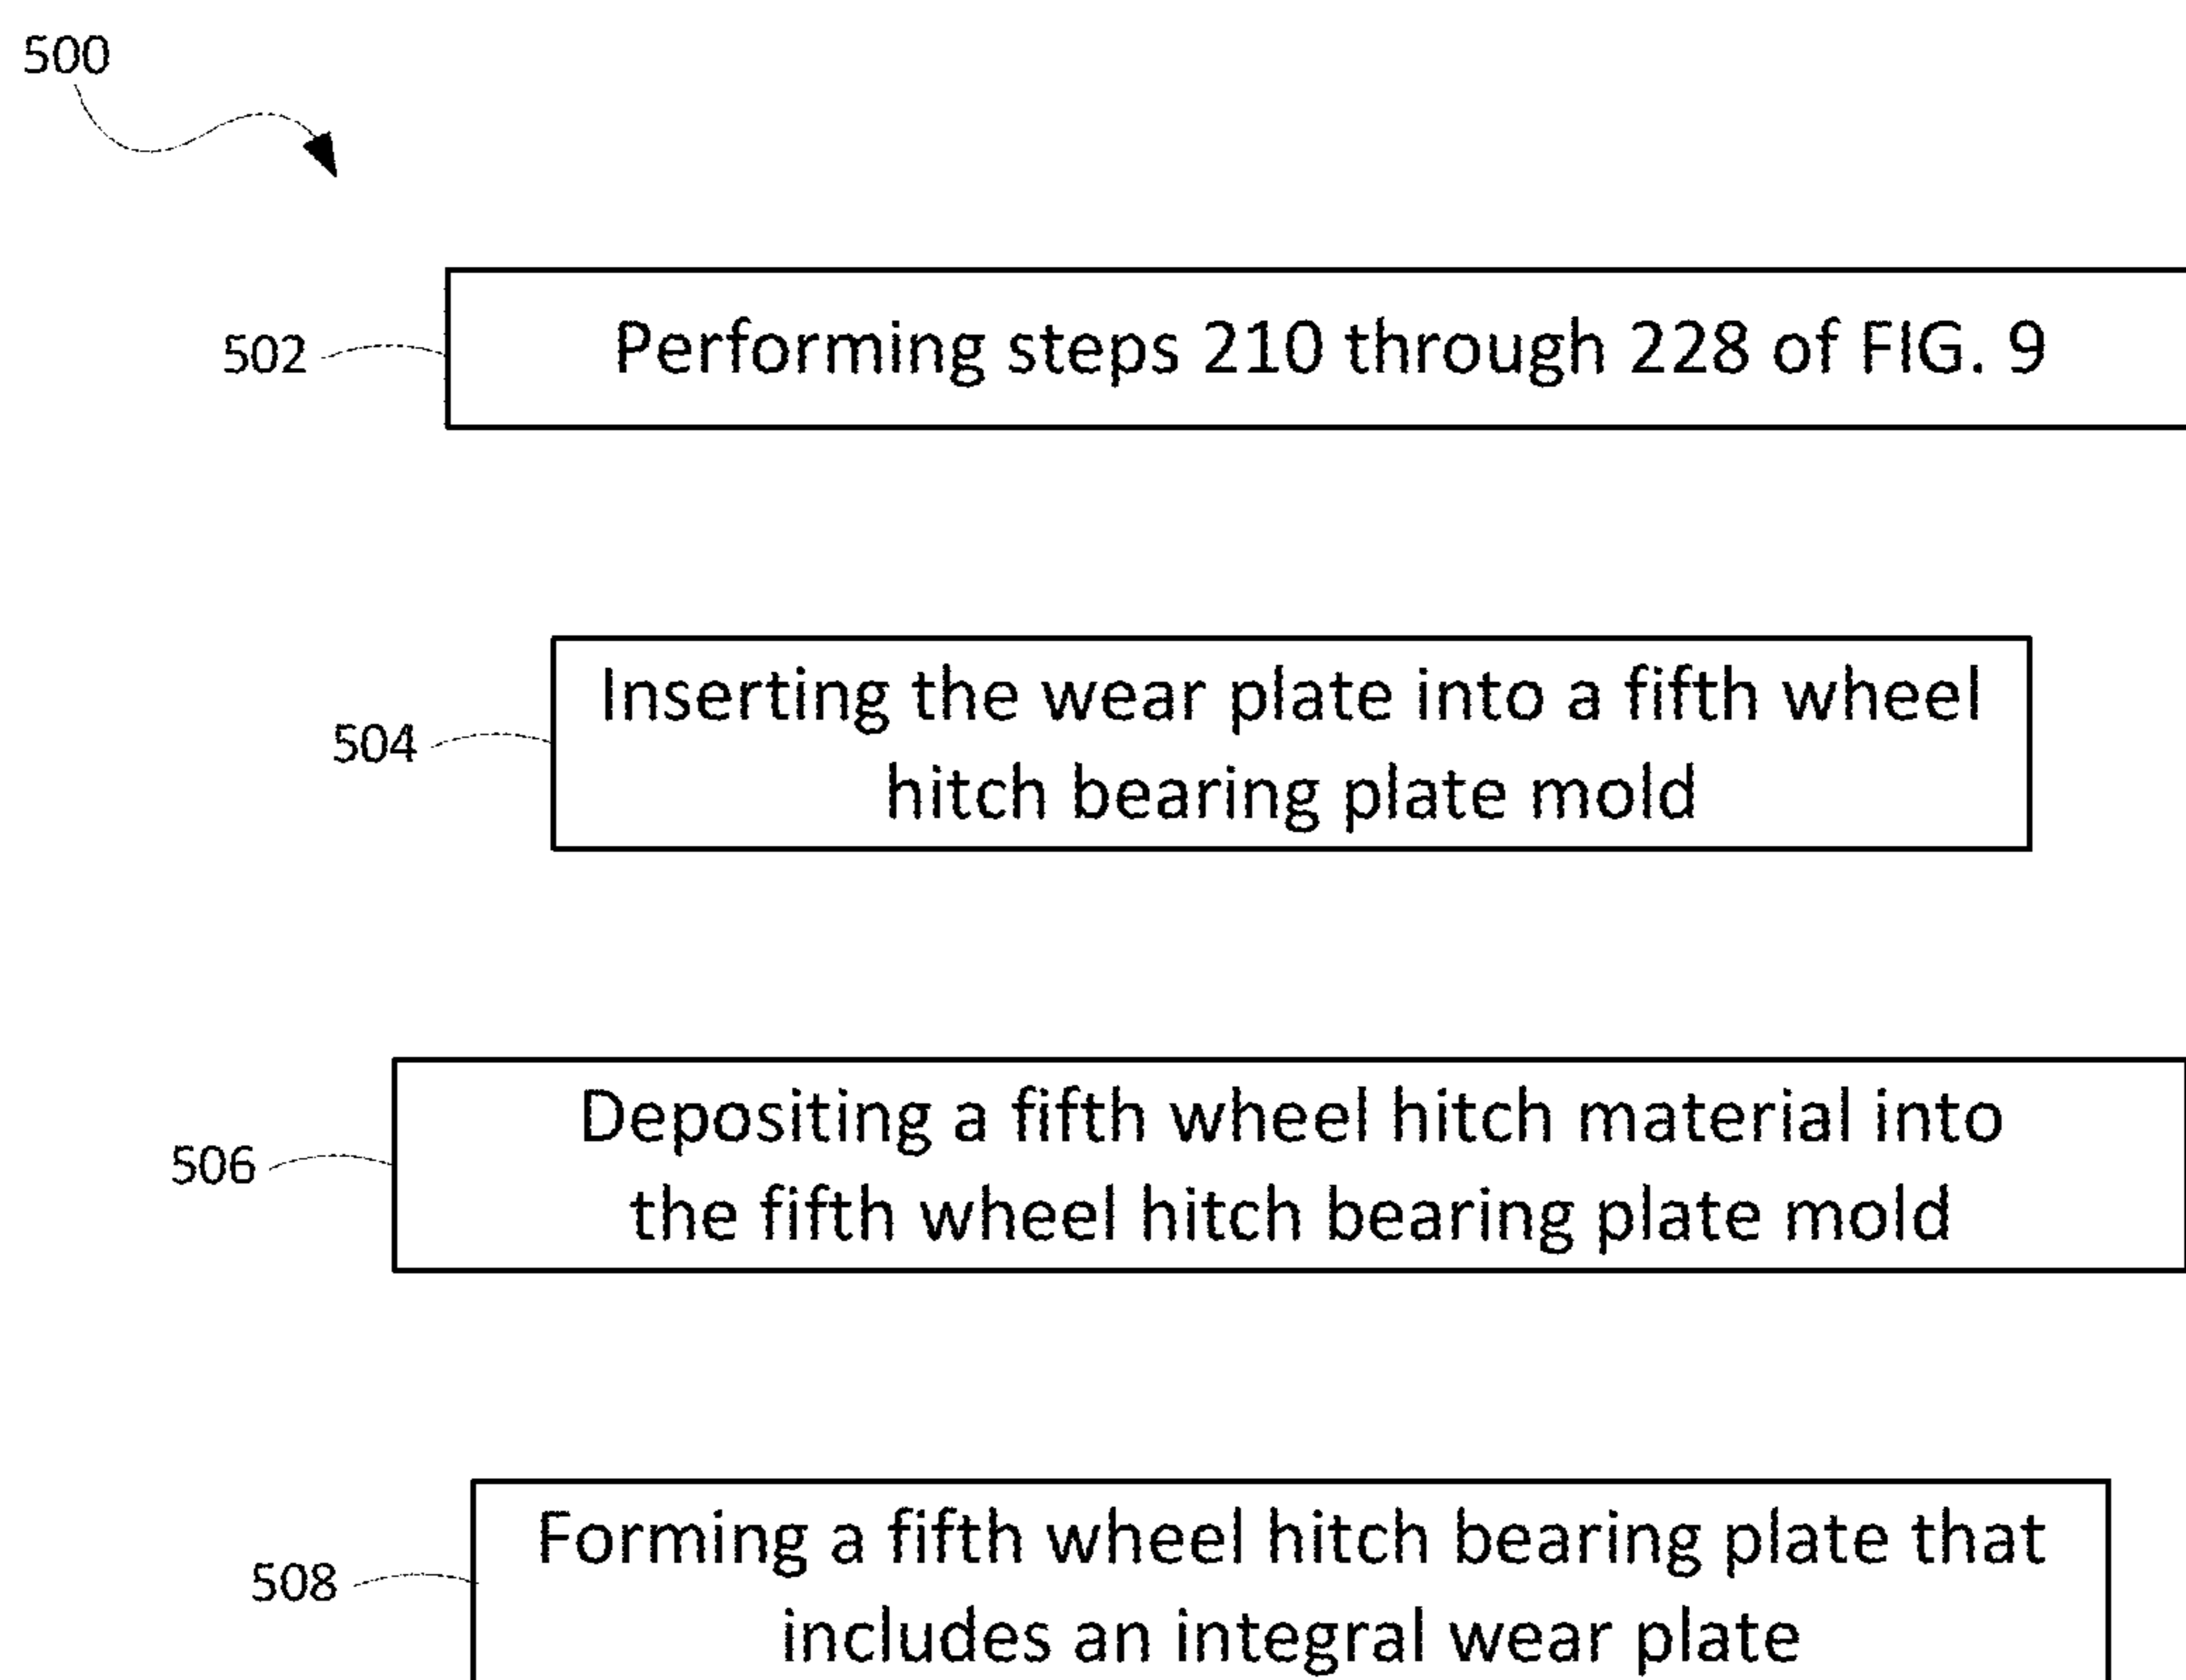 500
502
Performing steps 210 through 228 of FIG. 9
504
Inserting the wear plate into a fifth wheel
hitch bearing plate mold
506
Depositing a fifth wheel hitch material into
the fifth wheel hitch bearing plate mold
508
Forming a fifth wheel hitch bearing plate that
includes an integral wear plate